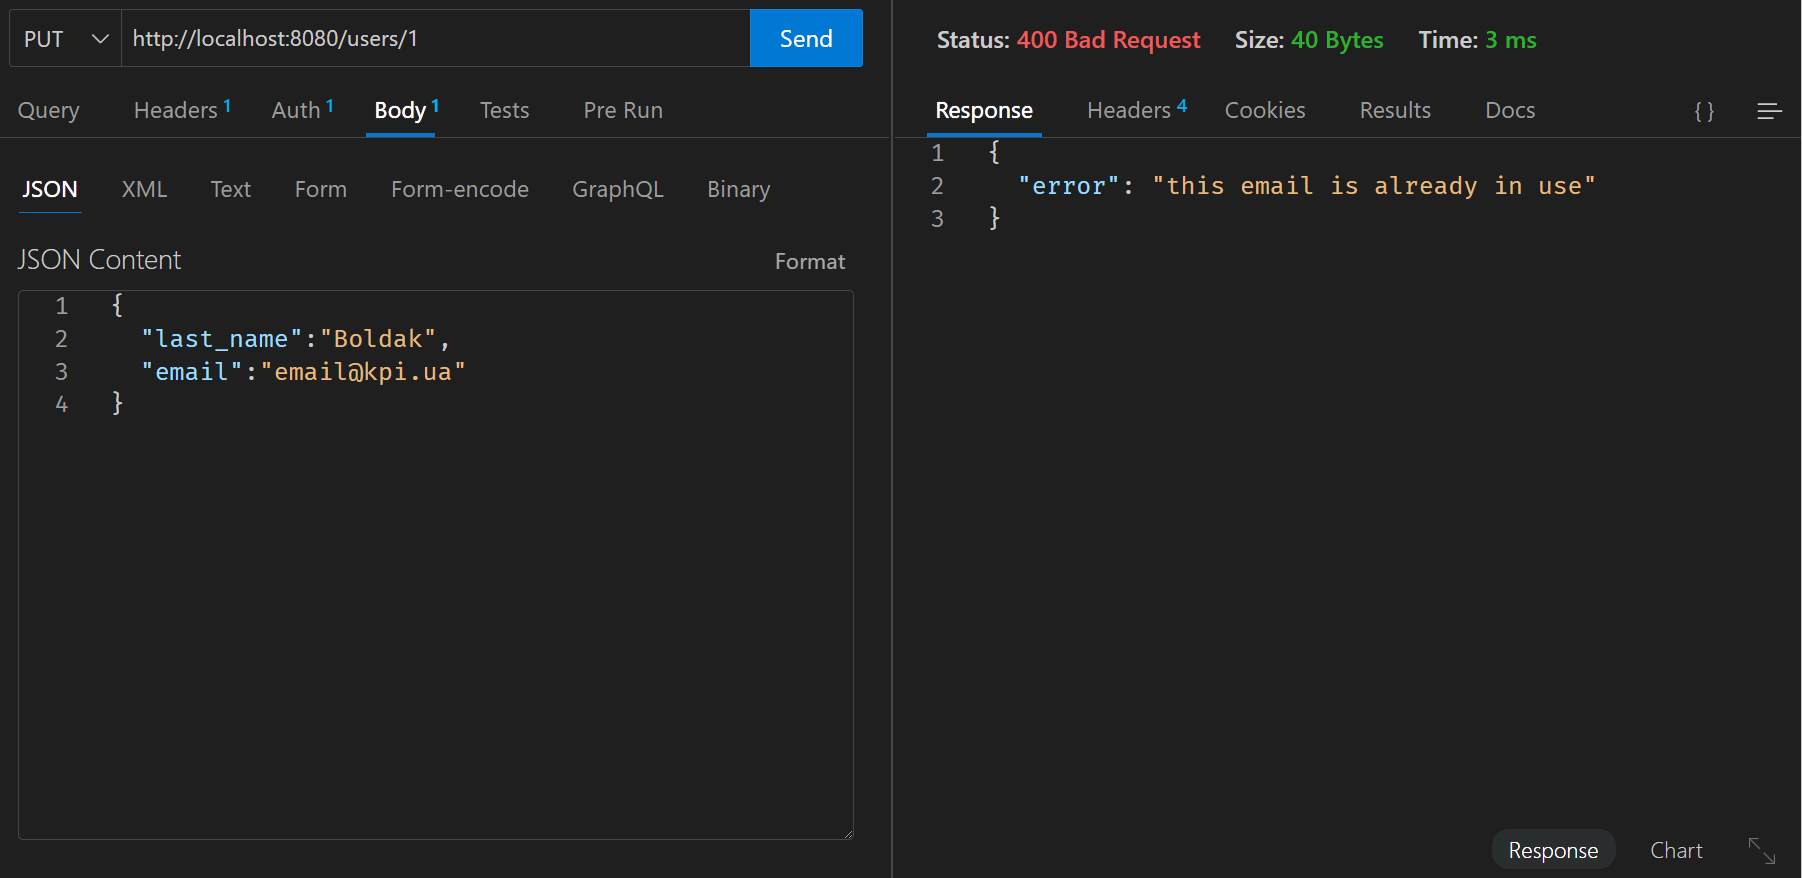 PUT http://localhost:8080/users/1 Send
Query Headers 1 Auth 1 Body 1 Tests Pre Run
JSON XML Text Form Form-encode GraphQL Binary
JSON Content Format
1 {
2 "last_name":"Boldak",
3 "email":"email@kpi.ua"
4 }
Status: 400 Bad Request Size: 40 Bytes Time: 3 ms
Response Headers 4 Cookies Results Docs { }
1 {
2 "error": "this email is already in use"
3 }
Response Chart